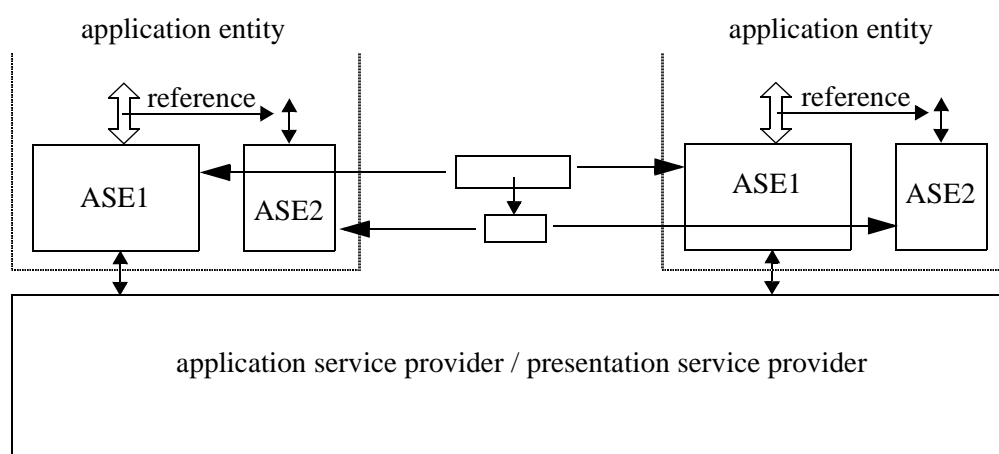 application entity
application entity
reference
reference
ASE1
ASE2
ASE1
ASE2
application service provider / presentation service provider